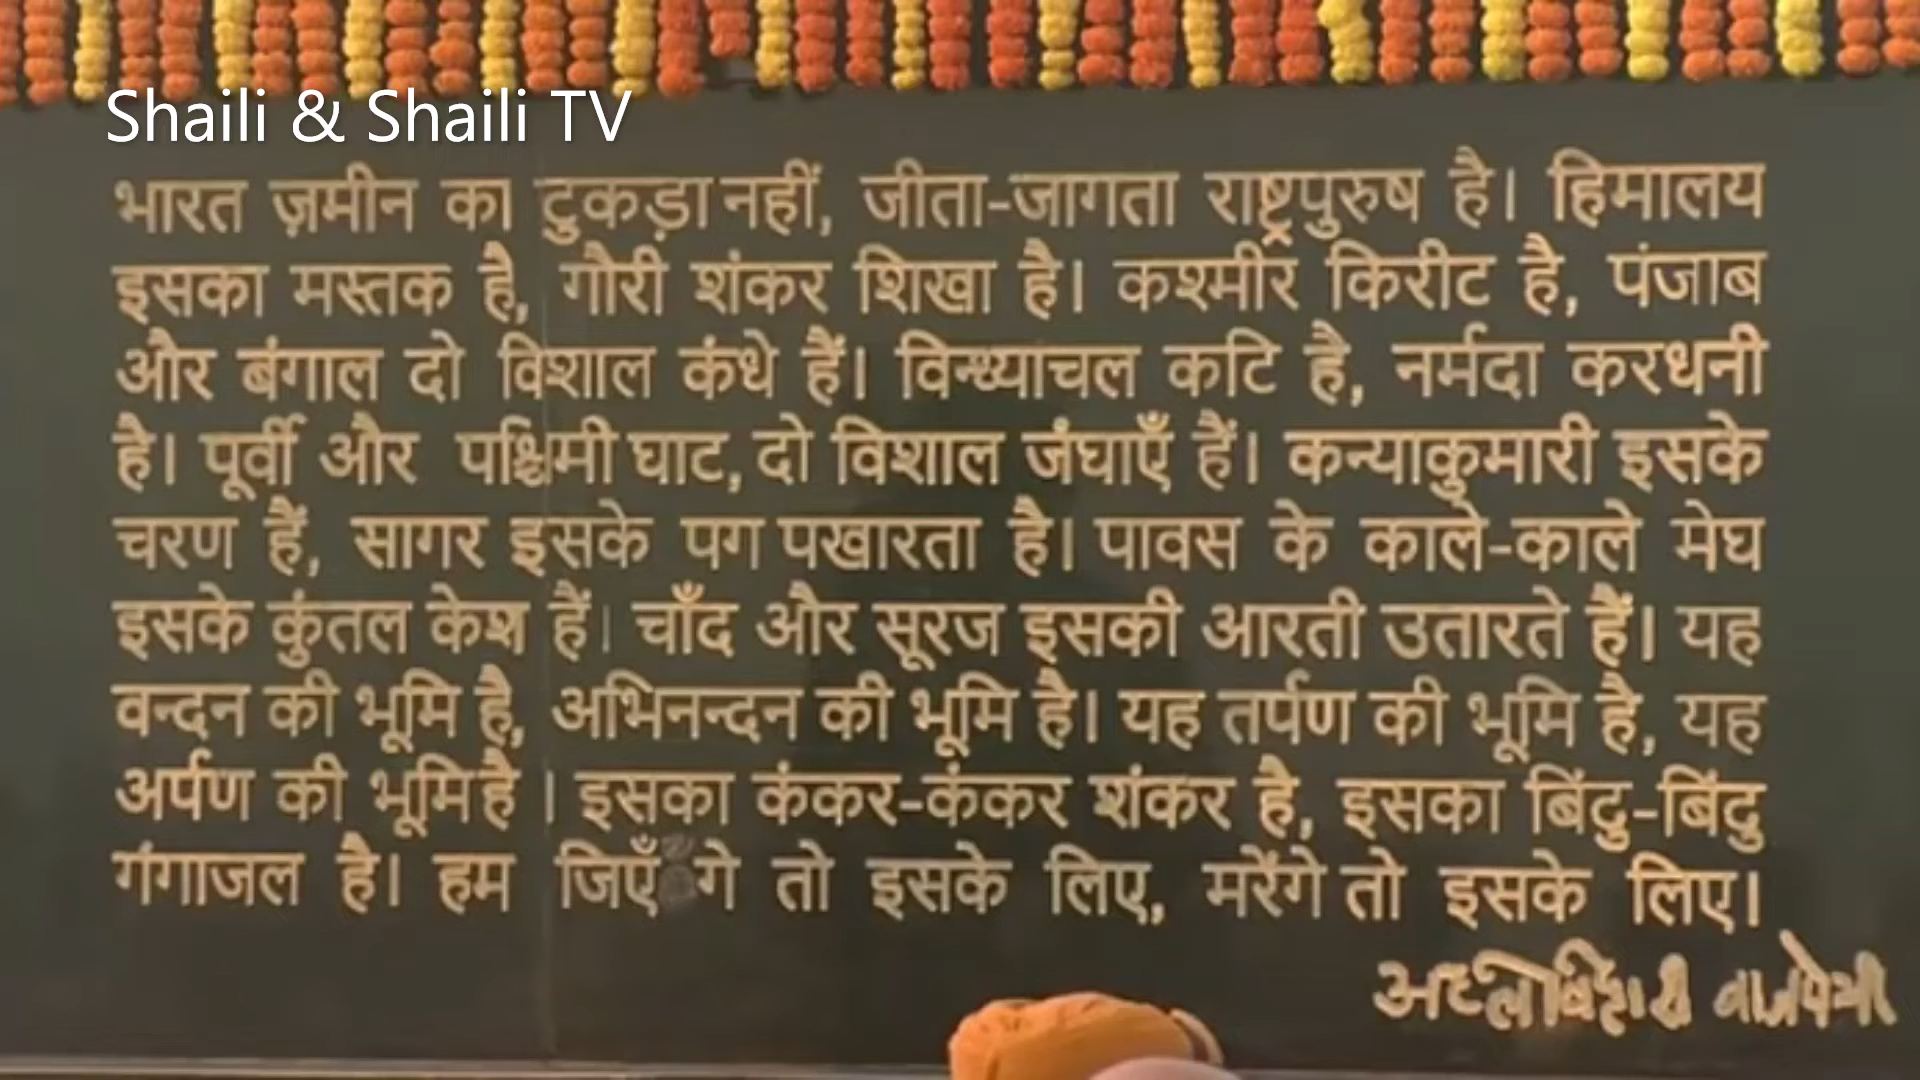 Shaili & Shaili TV
भारत ज़मीन का टुकड़ा नहीं, जीता-जागता राष्ट्रपुरुष है। हिमालय
इसका मस्तक है, गौरी शंकर शिखा है। कश्मीर किरीट है, पंजाब
और बंगाल दो विशाल कंधे हैं। विन्ध्याचल कटि है, नर्मदा करधनी
है। पूर्वी और पश्चिमी घाट, दो विशाल जंघाएँ हैं। कन्याकुमारी इसके
चरण हैं, सागर इसके पग पखारता है। पावस के काले-काले मेघ
इसके कुंतल केश हैं। चाँद और सूरज इसकी आरती उतारते हैं। यह
वन्दन की भूमि है, अभिनन्दन की भूमि है। यह तर्पण की भूमि है, यह
अर्पण की भूमि है । इसका कंकर-कंकर शंकर है, इसका बिंदु-बिंदु
गंगाजल है। हम जिएँ गे तो इसके लिए, मरेंगे तो इसके लिए।
अटल बिहारी वाजपेयी